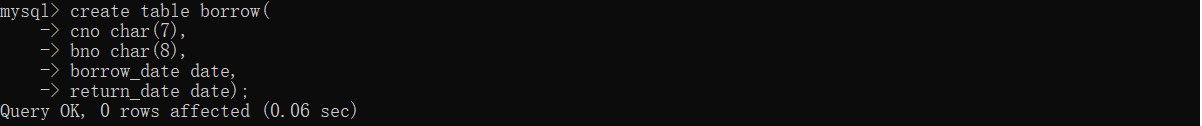 mysql> create table borrow(
-> cno char(7),
-> bno char(8),
-> borrow_date date,
-> return_date date);
Query OK, 0 rows affected (0.06 sec)